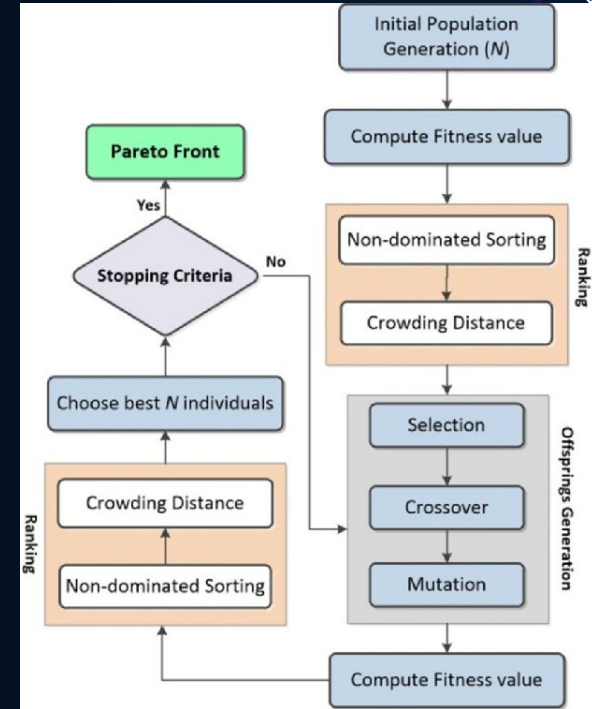 Initial Population
Generation (N)
Compute Fitness value
Non-dominated Sorting
Crowding Distance
Ranking
Selection
Crossover
Mutation
Offsprings Generation
Compute Fitness value
Non-dominated Sorting
Crowding Distance
Ranking
Choose best N individuals
Stopping Criteria
No
Yes
Pareto Front